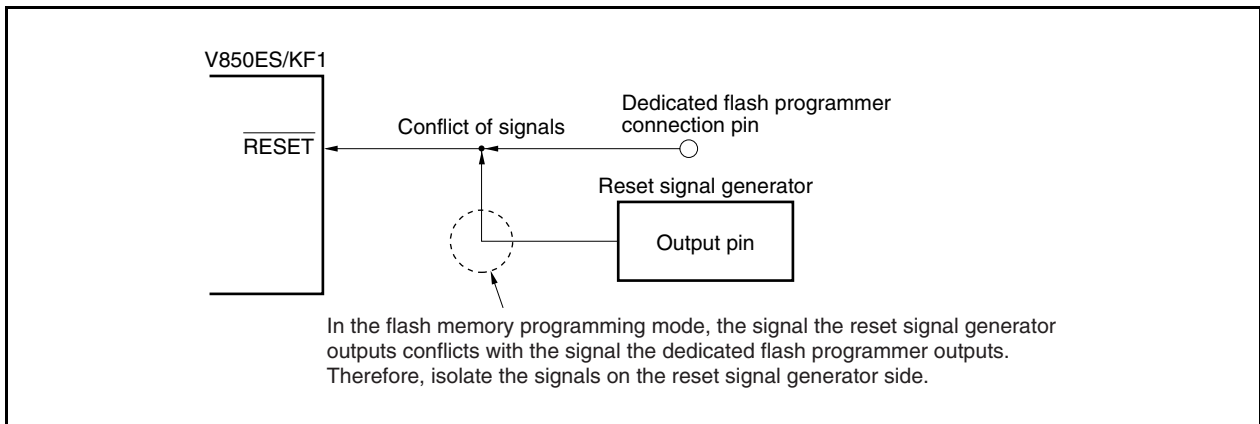 V850ES/KF1
Dedicated flash programmer
connection pin
Conflict of signals
RESET
Reset signal generator
Output pin
In the flash memory programming mode, the signal the reset signal generator
outputs conflicts with the signal the dedicated flash programmer outputs.
Therefore, isolate the signals on the reset signal generator side.